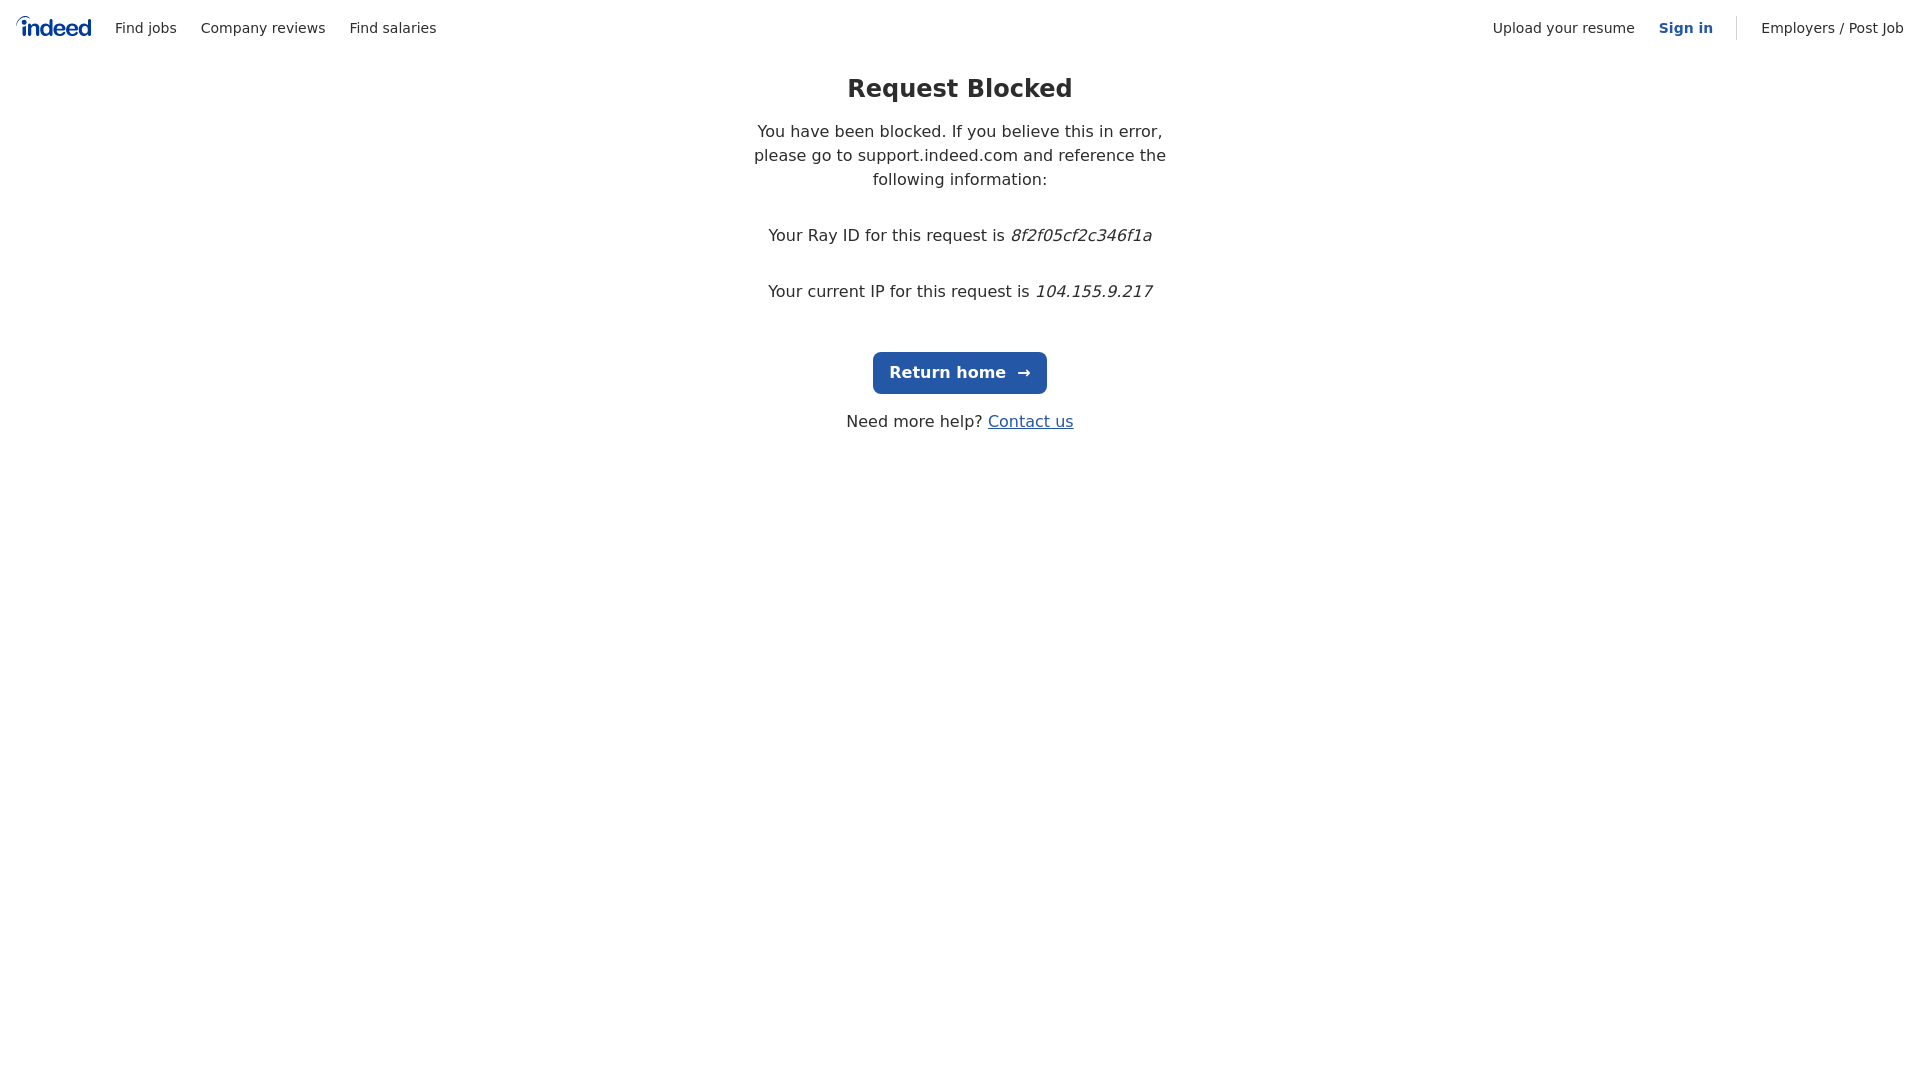 indeed Find jobs Company reviews Find salaries Upload your resume Sign in Employers / Post Job
Request Blocked
You have been blocked. If you believe this in error,
please go to support.indeed.com and reference the
following information:
Your Ray ID for this request is 8f2f05cf2c346f1a
Your current IP for this request is 104.155.9.217
Return home →
Need more help? Contact us